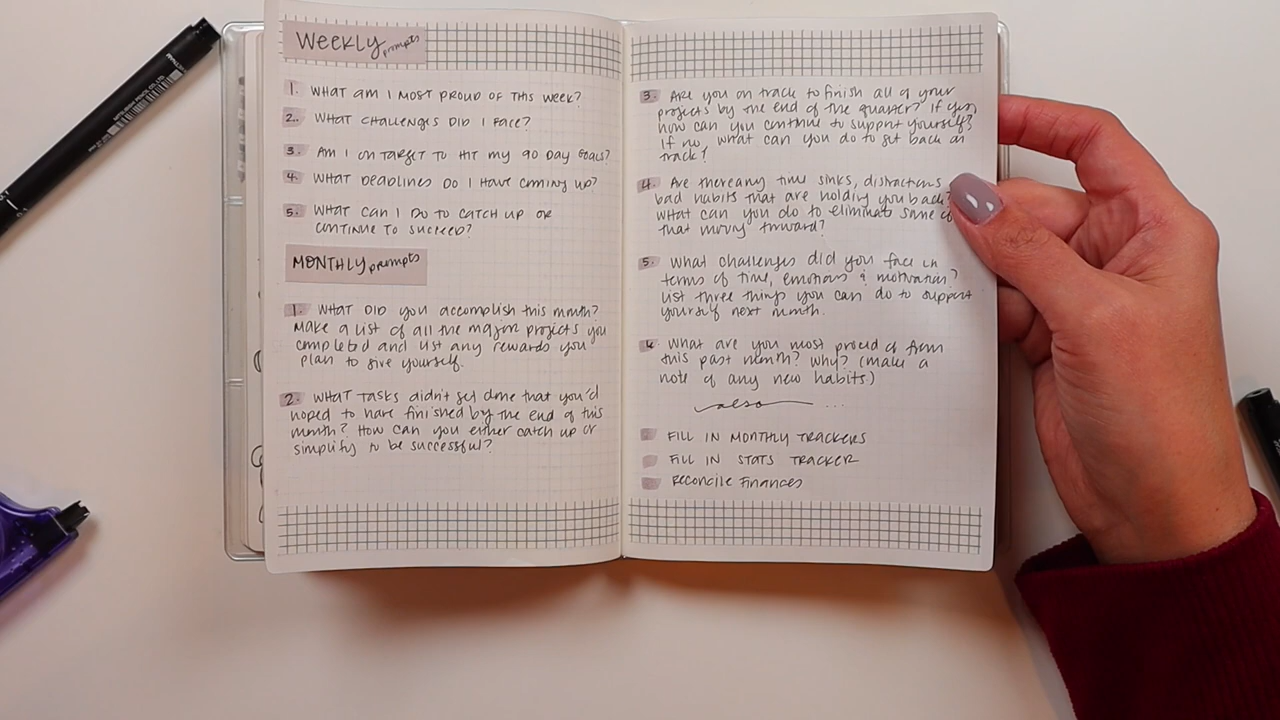 Weekly prompts
1. WHAT AM I MOST PROUD OF THIS WEEK?
2. WHAT CHALLENGES DID I FACE?
3. AM I ON TARGET TO HIT MY 90 DAY GOALS?
4. WHAT DEADLINES DO I HAVE COMING UP?
5. WHAT CAN I DO TO CATCH UP OR
CONTINUE TO SUCCEED?
MONTHLY prompts
1. WHAT DID YOU accomplish this month?
Make a list of all the major projects you
completed and list any rewards you
plan to give yourself.
2. WHAT TASKS didn't get done that you'd
hoped to have finished by the end of this
month? How can you either catch up or
simplify to be successful?
3. Are you on track to finish all of your
projects by the end of the quarter? If yes,
how can you continue to support yourself?
If no, what can you do to get back on
track?
4. Are there any time sinks, distractions
bad habits that are holding you back?
What can you do to eliminate some of
that moving forward?
5. What challenges did you face in
terms of time, emotions & motivation?
List three things you can do to support
yourself next month.
6. What are you most proud of from
this past month? Why? (make a
note of any new habits)
also ...
FILL IN MONTHLY TRACKERS
FILL IN STATS TRACKER
Reconcile Finances